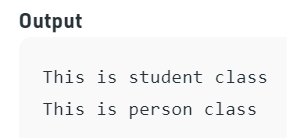 Output
This is student class
This is person class